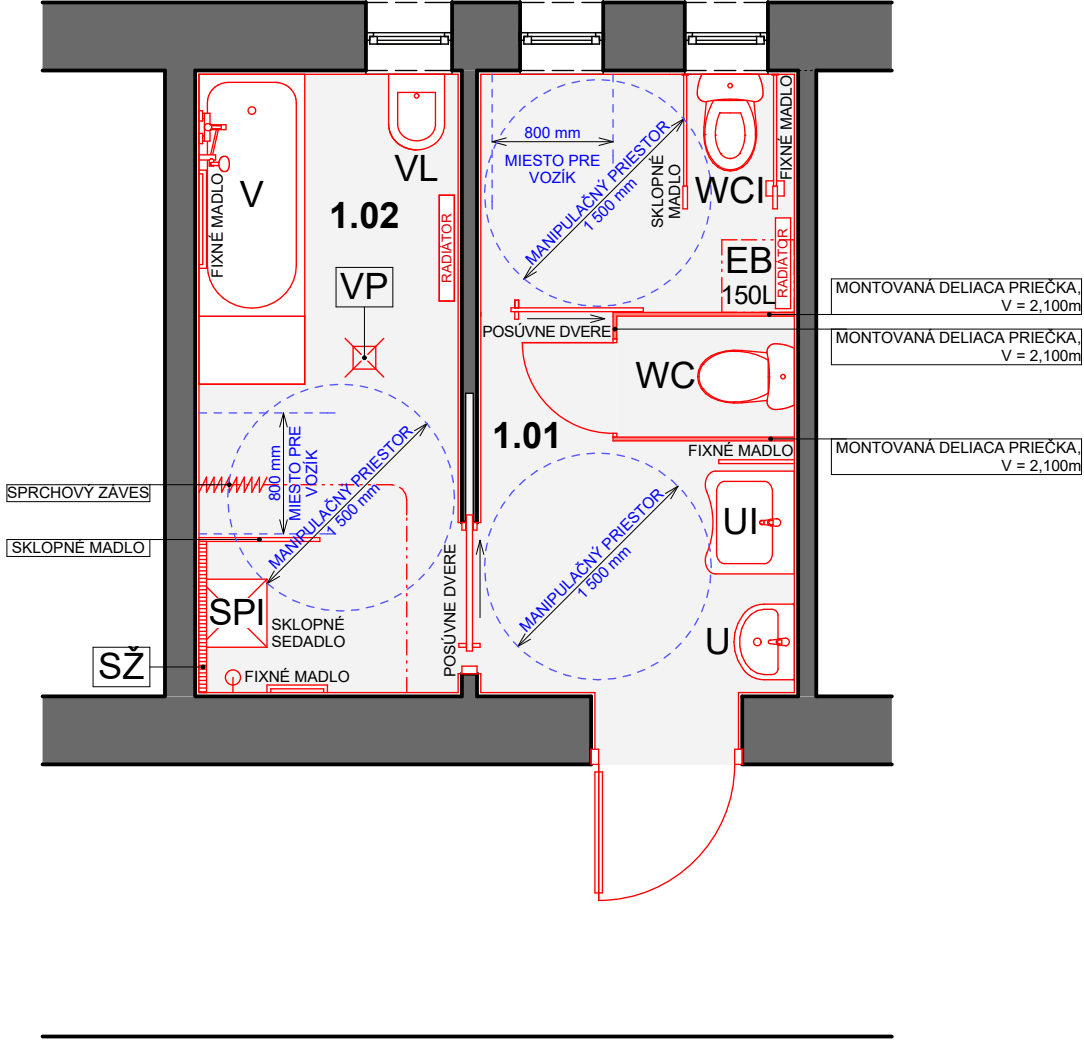 V
FIXNÉ MADLO
VL
1.02
RADIÁTOR
VP
800 mm
MIESTO PRE
VOZÍK
MANIPULAČNÝ PRIESTOR
1 500 mm
SKLOPNÉ
MADLO
WCI
FIXNÉ MADLO
EB
150L
RADIÁTOR
POSÚVNE DVERE
MONTOVANÁ DELIACA PRIEČKA,
V = 2,100m
MONTOVANÁ DELIACA PRIEČKA,
V = 2,100m
WC
1.01
FIXNÉ MADLO
MONTOVANÁ DELIACA PRIEČKA,
V = 2,100m
SPRCHOVÝ ZÁVES
800 mm
MIESTO PRE
VOZÍK
MANIPULAČNÝ PRIESTOR
1 500 mm
SKLOPNÉ MADLO
MANIPULAČNÝ PRIESTOR
1 500 mm
UI
SPI
SKLOPNÉ
SEDADLO
POSÚVNE DVERE
U
SŽ
FIXNÉ MADLO